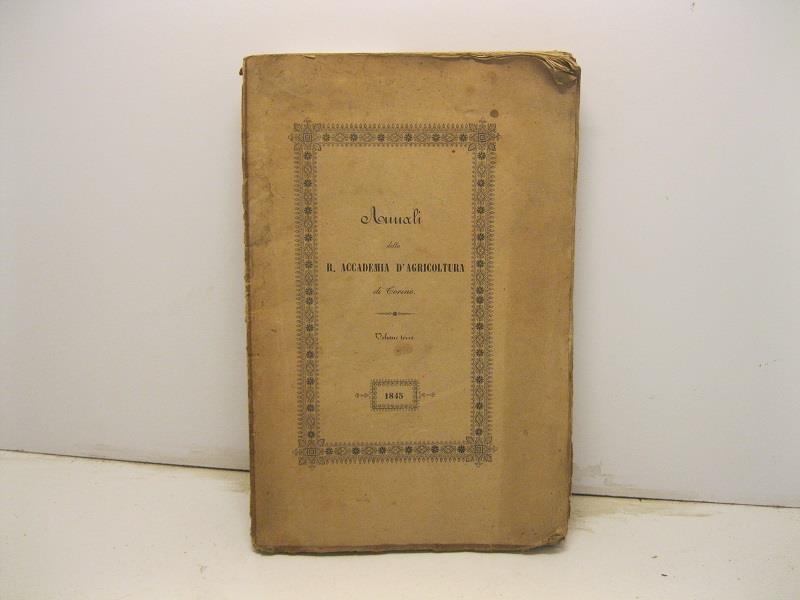 Annali
della
R. ACCADEMIA D'AGRICOLTURA
di Torino.
Volume terzo
1845